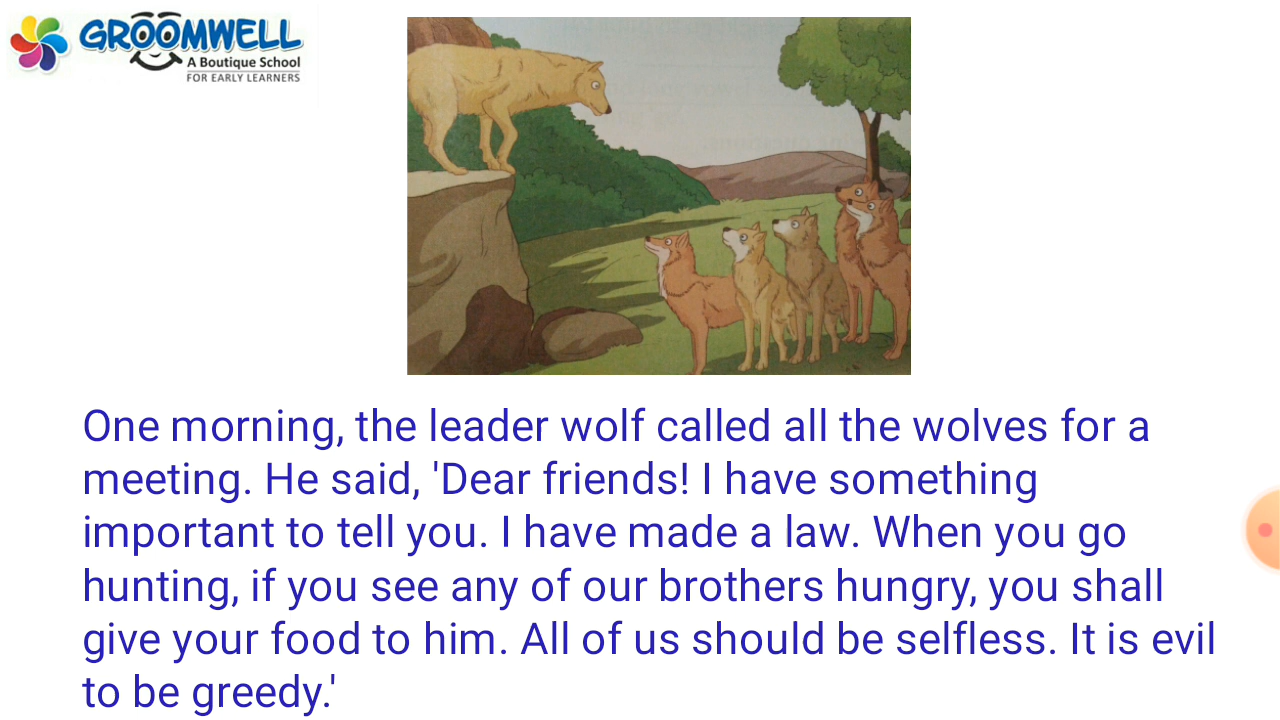 GROOMWELL
A Boutique School
FOR EARLY LEARNERS
One morning, the leader wolf called all the wolves for a
meeting. He said, 'Dear friends! I have something
important to tell you. I have made a law. When you go
hunting, if you see any of our brothers hungry, you shall
give your food to him. All of us should be selfless. It is evil
to be greedy.'